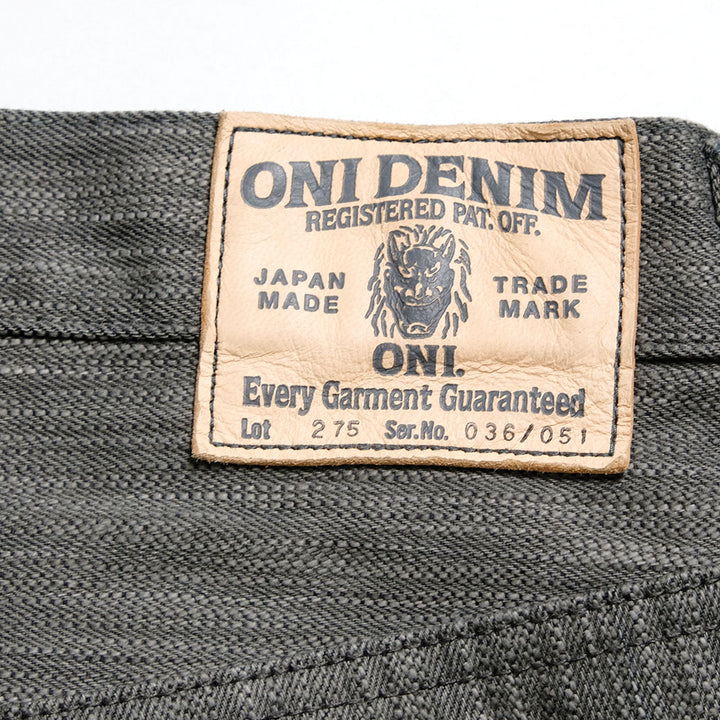 ONI DENIM
REGISTERED PAT. OFF.
JAPAN MADE
TRADE MARK
ONI.
Every Garment Guaranteed
Lot 275 Ser.No. 036/051